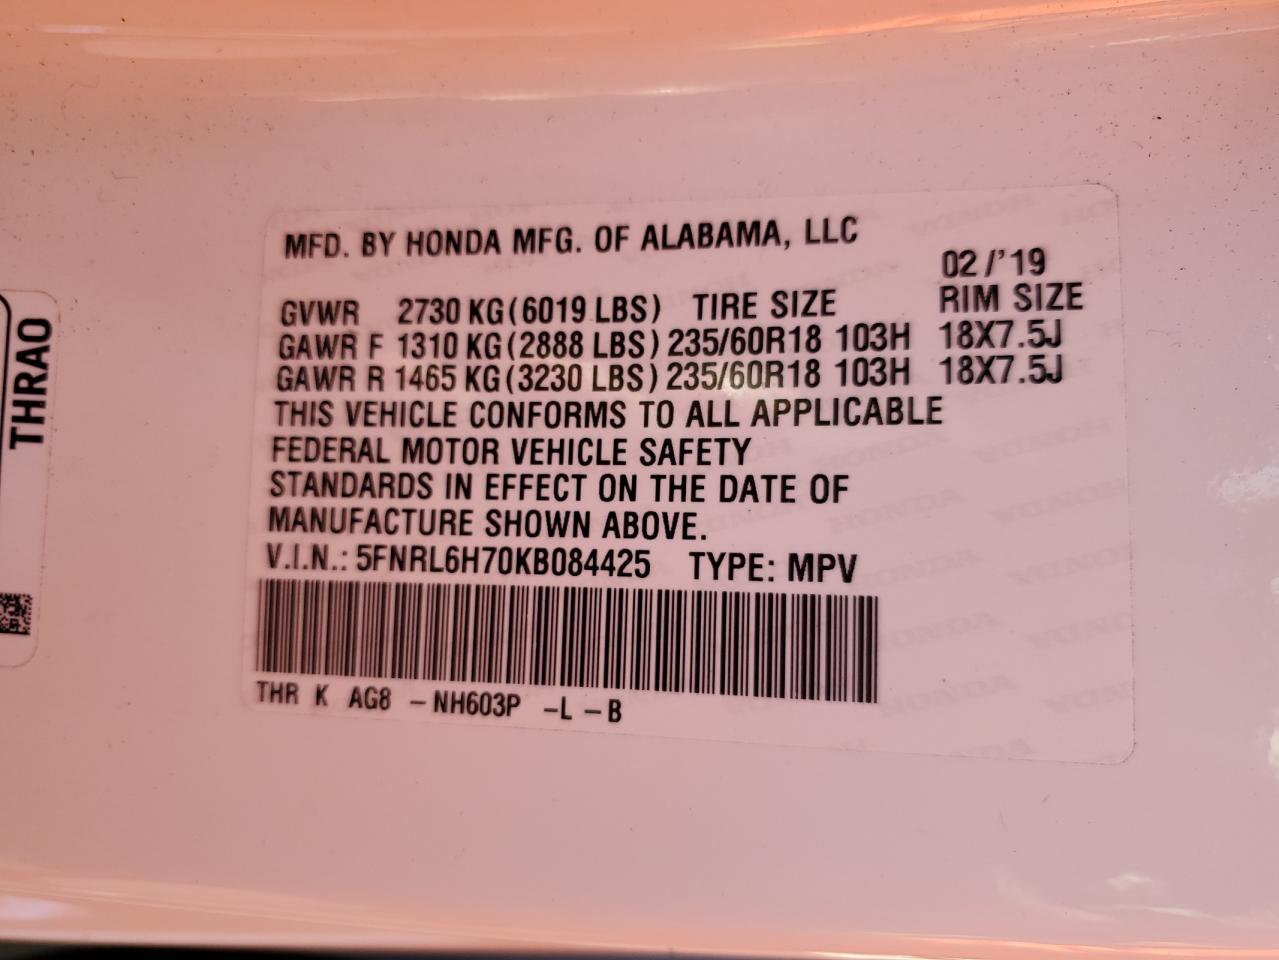 MFD. BY HONDA MFG. OF ALABAMA, LLC
02/'19
GVWR 2730 KG(6019 LBS) TIRE SIZE RIM SIZE
GAWR F 1310 KG(2888 LBS) 235/60R18 103H 18X7.5J
GAWR R 1465 KG(3230 LBS) 235/60R18 103H 18X7.5J
THIS VEHICLE CONFORMS TO ALL APPLICABLE
FEDERAL MOTOR VEHICLE SAFETY
STANDARDS IN EFFECT ON THE DATE OF
MANUFACTURE SHOWN ABOVE.
V.I.N.: 5FNRL6H70KB084425 TYPE: MPV
THR K AG8 -NH603P -L -B
THRAO